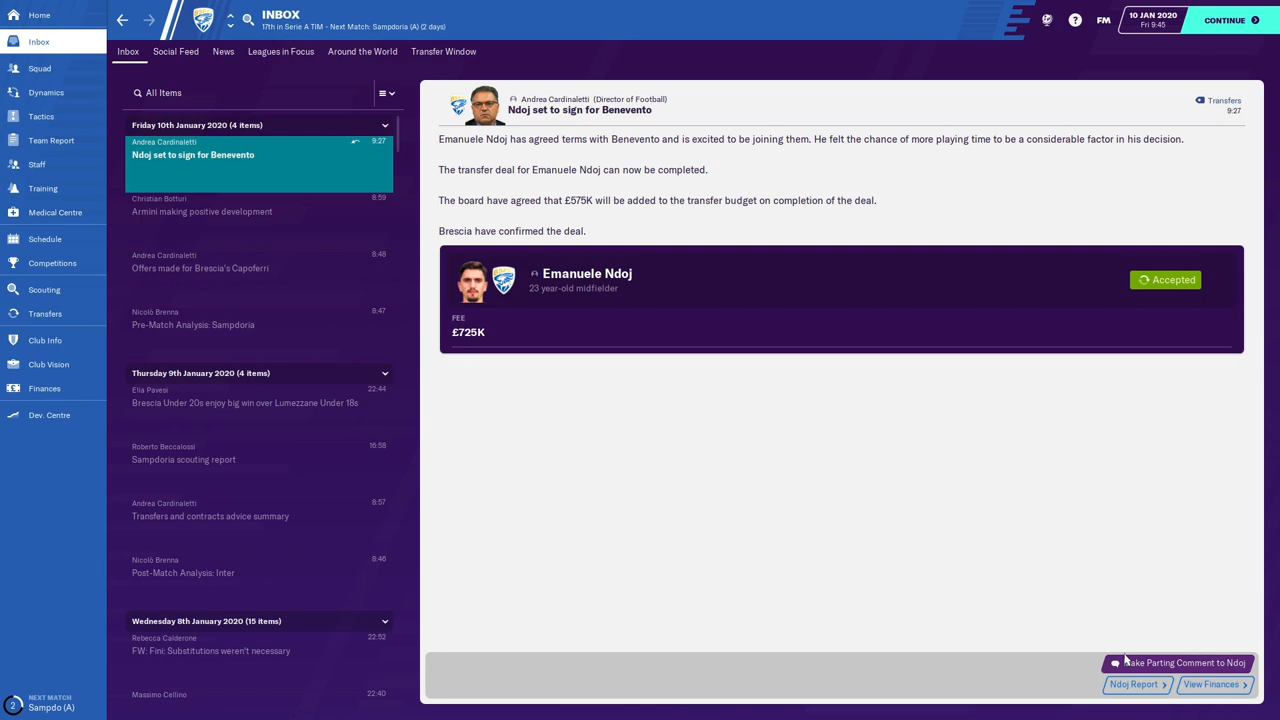 Home
Inbox
Squad
Dynamics
Tactics
Team Report
Staff
Training
Medical Centre
Schedule
Competitions
Scouting
Transfers
Club Info
Club Vision
Finances
Dev. Centre
2
NEXT MATCH
Sampdo (A)
INBOX
17th in Serie A TIM - Next Match: Sampdoria (A) (2 days)
?
FM
10 JAN 2020
Fri 9:45
CONTINUE
Inbox
Social Feed
News
Leagues in Focus
Around the World
Transfer Window
All Items
Friday 10th January 2020 (4 items)
Andrea Cardinaletti 9:27
Ndoj set to sign for Benevento
Christian Botturi 8:59
Armini making positive development
Andrea Cardinaletti 8:48
Offers made for Brescia's Capoferri
Nicolò Brenna 8:47
Pre-Match Analysis: Sampdoria
Thursday 9th January 2020 (4 items)
Elia Pavesi 22:44
Brescia Under 20s enjoy big win over Lumezzane Under 18s
Roberto Beccalossi 16:58
Sampdoria scouting report
Andrea Cardinaletti 8:57
Transfers and contracts advice summary
Nicolò Brenna 8:46
Post-Match Analysis: Inter
Wednesday 8th January 2020 (15 items)
Rebecca Calderone 22:52
FW: Fini: Substitutions weren't necessary
Massimo Cellino 22:40
Andrea Cardinaletti (Director of Football)
Ndoj set to sign for Benevento
Transfers
9:27
Emanuele Ndoj has agreed terms with Benevento and is excited to be joining them. He felt the chance of more playing time to be a considerable factor in his decision.
The transfer deal for Emanuele Ndoj can now be completed.
The board have agreed that £575K will be added to the transfer budget on completion of the deal.
Brescia have confirmed the deal.
Emanuele Ndoj
23 year-old midfielder
Accepted
FEE
£725K
Make Parting Comment to Ndoj
Ndoj Report
View Finances